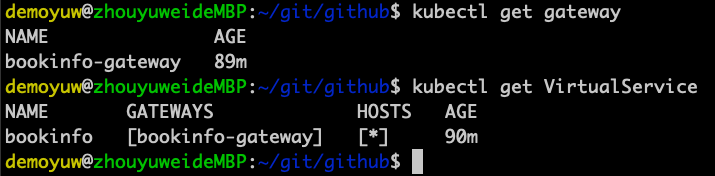 demoyuw@zhouyuweideMBP:~/git/github$ kubectl get gateway
NAME               AGE
bookinfo-gateway   89m
demoyuw@zhouyuweideMBP:~/git/github$ kubectl get VirtualService
NAME       GATEWAYS             HOSTS   AGE
bookinfo   [bookinfo-gateway]   [*]     90m
demoyuw@zhouyuweideMBP:~/git/github$